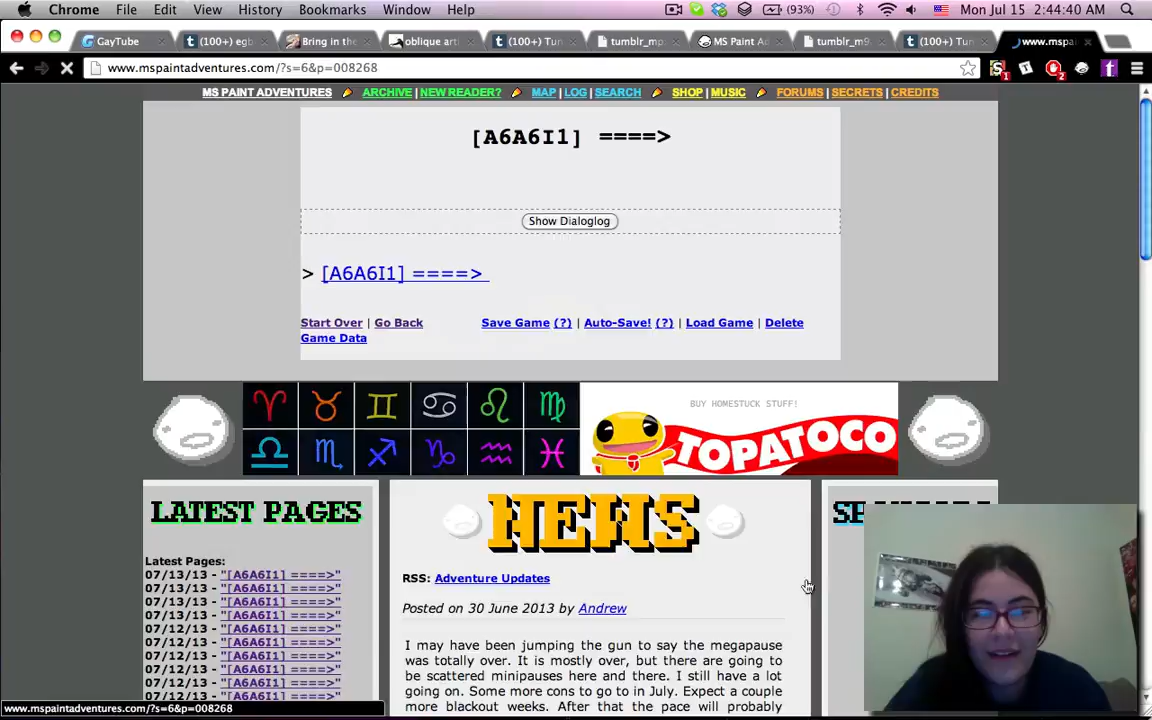 Chrome File Edit View History Bookmarks Window Help (93%) Mon Jul 15 2:44:40 AM
GayTube (100+) egb Bring in the oblique arti (100+) Tun tumblr_mp MS Paint Ad tumblr_m9 (100+) Tun www.mspain
www.mspaintadventures.com/?s=6&p=008268
MS PAINT ADVENTURES ARCHIVE | NEW READER? MAP | LOG | SEARCH SHOP | MUSIC FORUMS | SECRETS | CREDITS
[A6A6I1] ====>
Show Dialoglog
> [A6A6I1] ====>
Start Over | Go Back Save Game (?) | Auto-Save! (?) | Load Game | Delete
Game Data
BUY HOMESTUCK STUFF!
TOPATOCO
LATEST PAGES
NEWS
Latest Pages:
07/13/13 - "[A6A6I1] ====>"
07/13/13 - "[A6A6I1] ====>"
07/13/13 - "[A6A6I1] ====>"
07/13/13 - "[A6A6I1] ====>"
07/12/13 - "[A6A6I1] ====>"
07/12/13 - "[A6A6I1] ====>"
07/12/13 - "[A6A6I1] ====>"
07/12/13 - "[A6A6I1] ====>"
07/12/13 - "[A6A6I1] ====>"
07/12/13 - "[A6A6I1] ====>"
RSS: Adventure Updates
Posted on 30 June 2013 by Andrew
I may have been jumping the gun to say the megapause
was totally over. It is mostly over, but there are going to
be scattered minipauses here and there. I still have a lot
going on. Some more cons to go to in July. Expect a couple
more blackout weeks. After that the pace will probably
www.mspaintadventures.com/?s=6&p=008268